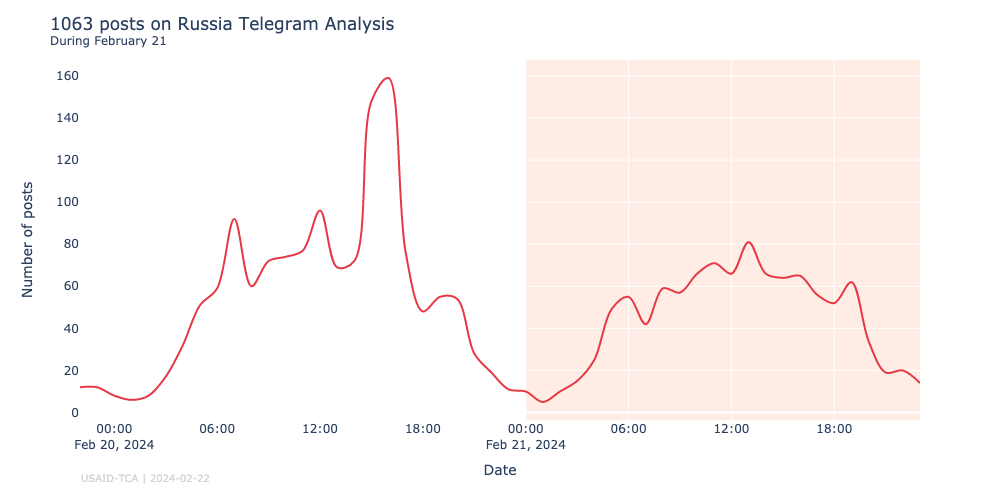 1063 posts on Russia Telegram Analysis
During February 21
Number of posts
160
140
120
100
80
60
40
20
0
00:00 06:00 12:00 18:00 00:00 06:00 12:00 18:00
Feb 20, 2024 Feb 21, 2024
Date
USAID-TCA | 2024-02-22